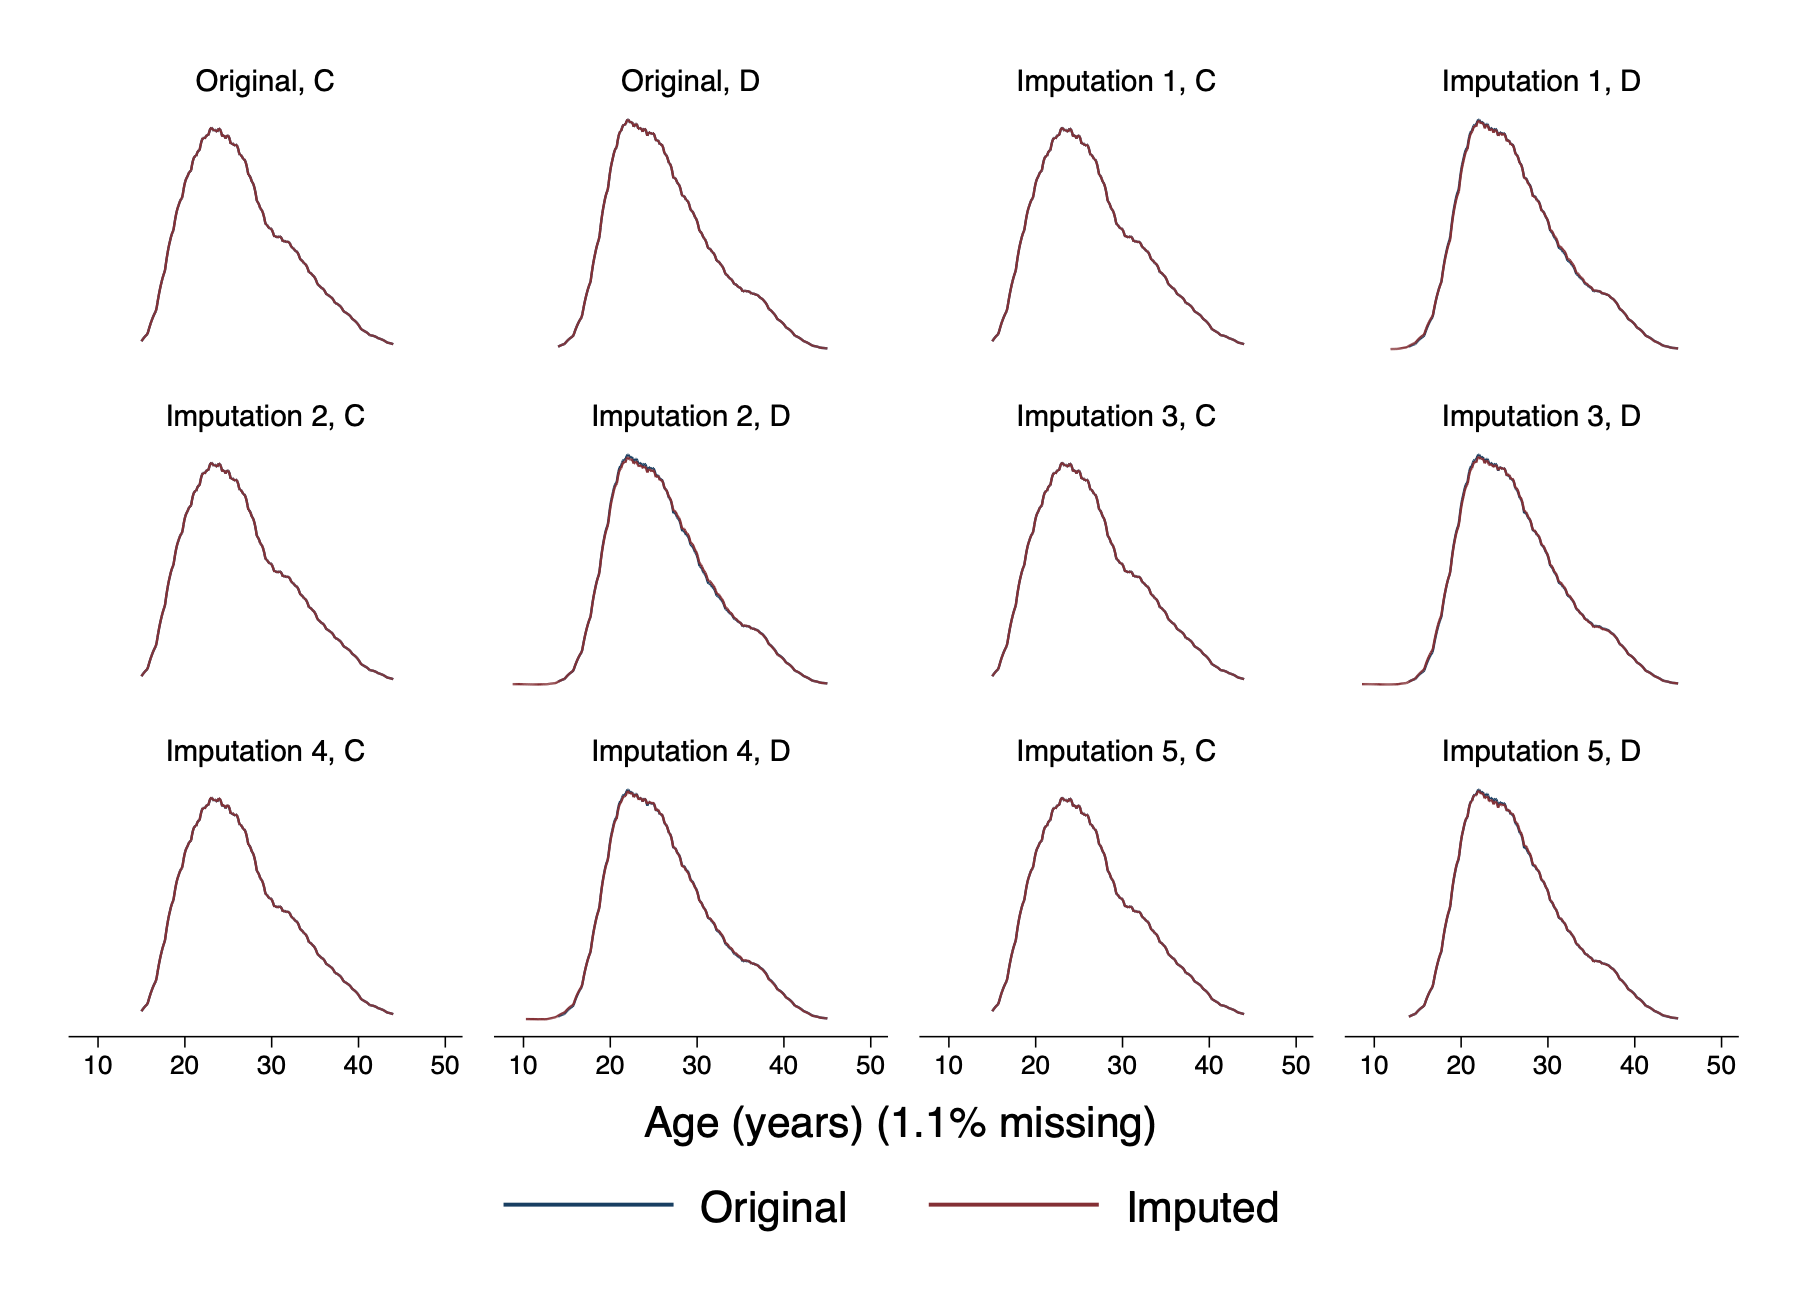 Original, C
Original, D
Imputation 1, C
Imputation 1, D
Imputation 2, C
Imputation 2, D
Imputation 3, C
Imputation 3, D
Imputation 4, C
Imputation 4, D
Imputation 5, C
Imputation 5, D
10 20 30 40 50
10 20 30 40 50
10 20 30 40 50
10 20 30 40 50
Age (years) (1.1% missing)
Original
Imputed